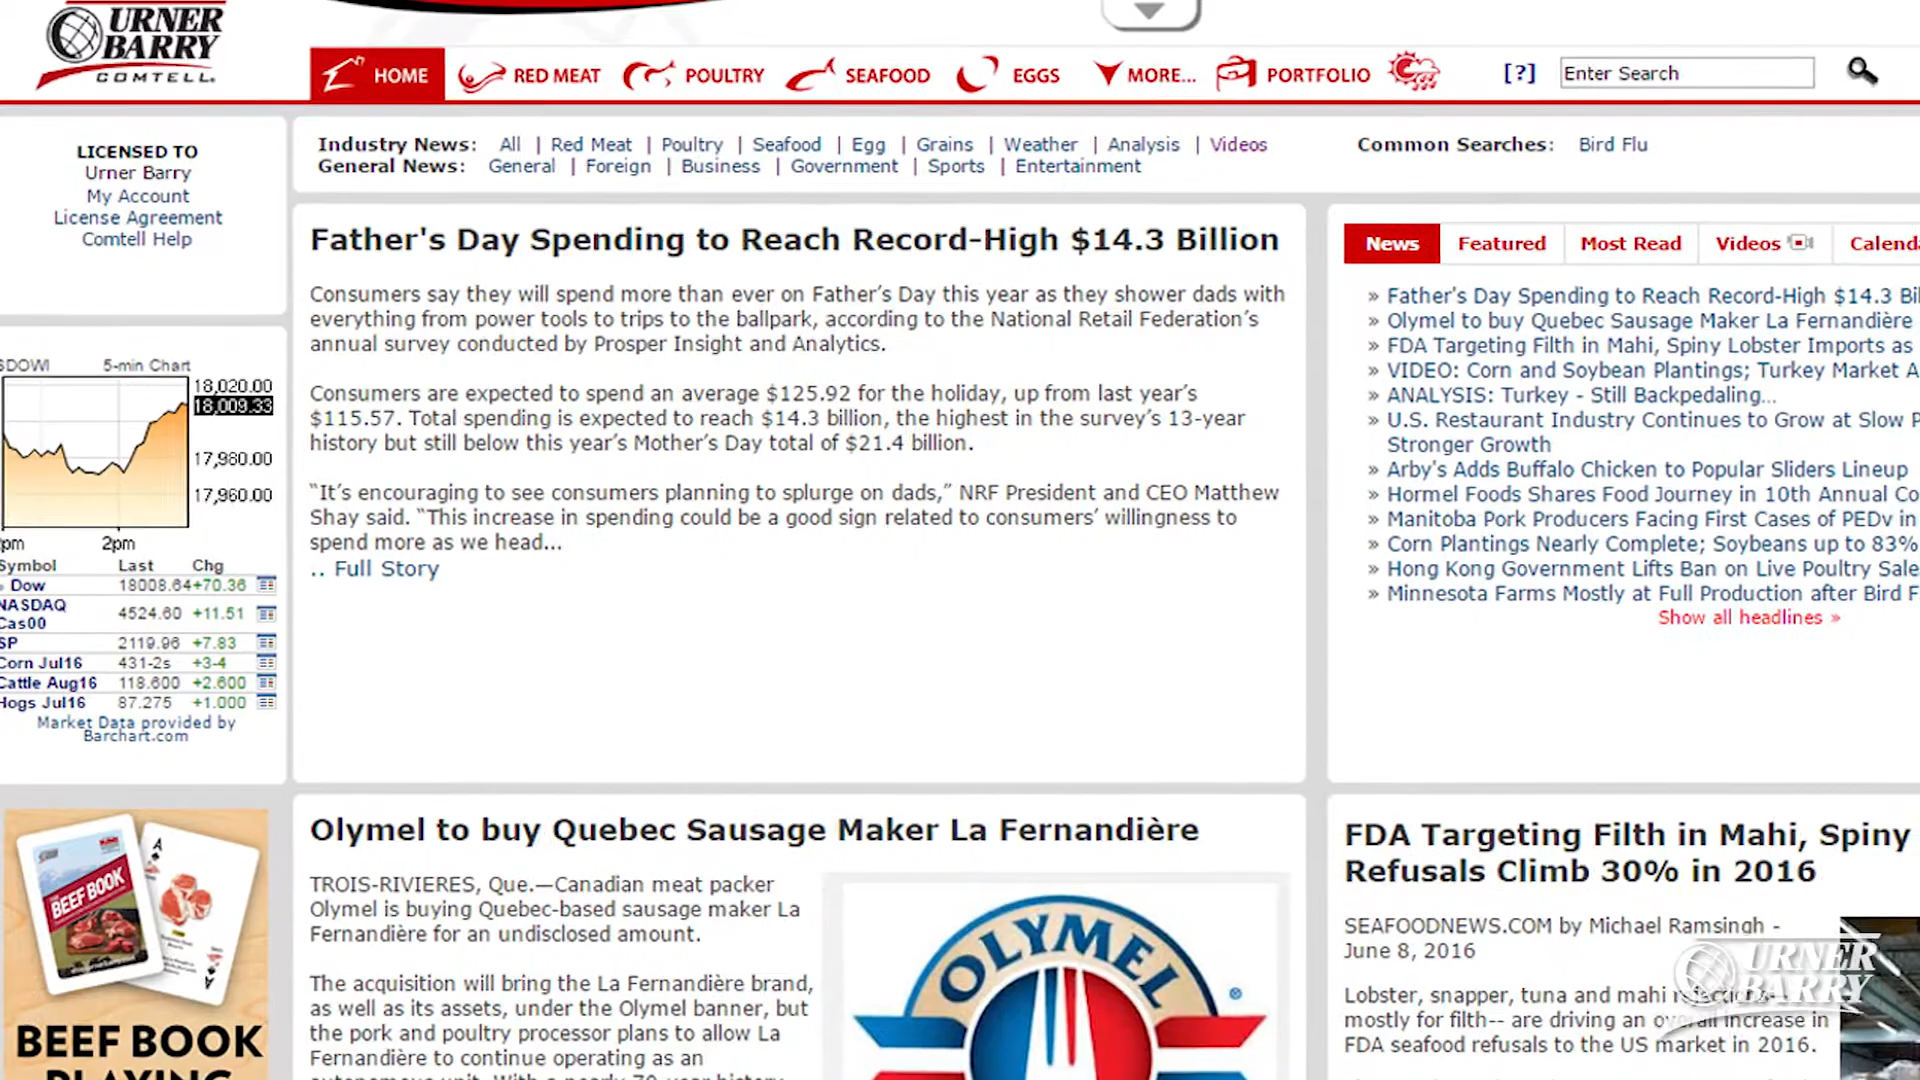 URNER
BARRY
COMTELL
HOME
RED MEAT
POULTRY
SEAFOOD
EGGS
MORE...
PORTFOLIO
[?]
Enter Search
LICENSED TO
Urner Barry
My Account
License Agreement
Comtell Help
Industry News: All | Red Meat | Poultry | Seafood | Egg | Grains | Weather | Analysis | Videos
General News: General | Foreign | Business | Government | Sports | Entertainment
Common Searches: Bird Flu
Father's Day Spending to Reach Record-High $14.3 Billion
Consumers say they will spend more than ever on Father's Day this year as they shower dads with
everything from power tools to trips to the ballpark, according to the National Retail Federation's
annual survey conducted by Prosper Insight and Analytics.
Consumers are expected to spend an average $125.92 for the holiday, up from last year's
$115.57. Total spending is expected to reach $14.3 billion, the highest in the survey's 13-year
history but still below this year's Mother's Day total of $21.4 billion.
“It's encouraging to see consumers planning to splurge on dads,” NRF President and CEO Matthew
Shay said. “This increase in spending could be a good sign related to consumers' willingness to
spend more as we head...
.. Full Story
News
Featured
Most Read
Videos
Calenda
» Father's Day Spending to Reach Record-High $14.3 Bil
» Olymel to buy Quebec Sausage Maker La Fernandière
» FDA Targeting Filth in Mahi, Spiny Lobster Imports as
» VIDEO: Corn and Soybean Plantings; Turkey Market A
» ANALYSIS: Turkey - Still Backpedaling...
» U.S. Restaurant Industry Continues to Grow at Slow P
Stronger Growth
» Arby's Adds Buffalo Chicken to Popular Sliders Lineup
» Hormel Foods Shares Food Journey in 10th Annual Co
» Manitoba Pork Producers Facing First Cases of PEDv in
» Corn Plantings Nearly Complete; Soybeans up to 83%
» Hong Kong Government Lifts Ban on Live Poultry Sale
» Minnesota Farms Mostly at Full Production after Bird F
Show all headlines »
SDOWI 5-min Chart
18,020.00
18,009.33
17,980.00
17,960.00
pm 2pm
Symbol Last Chg
Dow 18008.64 +70.36
NASDAQ
Cas00 4524.60 +11.51
SP 2119.96 +7.83
Corn Jul16 431-2s +3-4
Cattle Aug16 118.600 +2.600
Hogs Jul16 87.275 +1.000
Market Data provided by
Barchart.com
BEEF BOOK
A
A
BEEF BOOK
PLAYING
Olymel to buy Quebec Sausage Maker La Fernandière
TROIS-RIVIERES, Que.—Canadian meat packer
Olymel is buying Quebec-based sausage maker La
Fernandière for an undisclosed amount.
The acquisition will bring the La Fernandière brand,
as well as its assets, under the Olymel banner, but
the pork and poultry processor plans to allow La
Fernandière to continue operating as an
autonomous unit. With a nearly 70-year history
OLYMEL
®
FDA Targeting Filth in Mahi, Spiny
Refusals Climb 30% in 2016
SEAFOODNEWS.COM by Michael Ramsingh -
June 8, 2016
Lobster, snapper, tuna and mahi rejections--
mostly for filth-- are driving an overall increase in
FDA seafood refusals to the US market in 2016.
URNER
BARRY